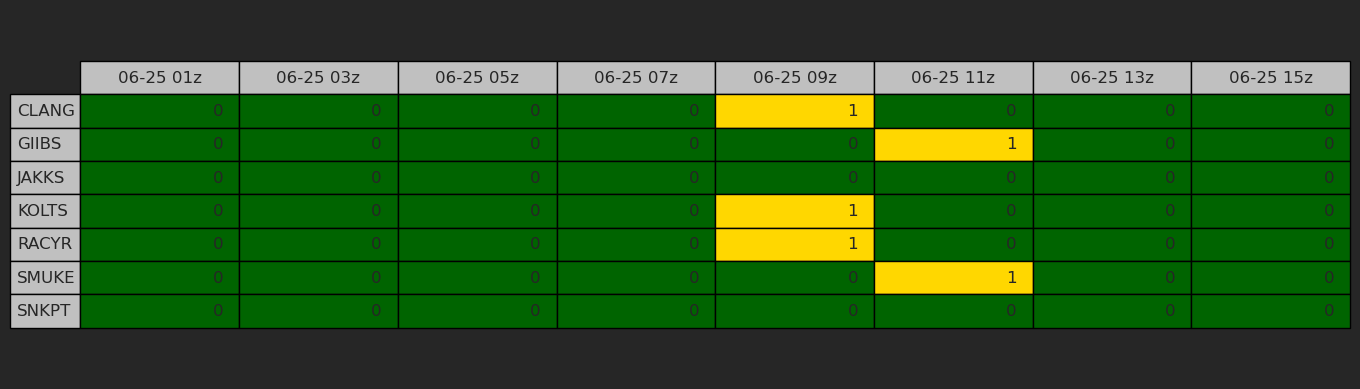 06-25 01z 06-25 03z 06-25 05z 06-25 07z 06-25 09z 06-25 11z 06-25 13z 06-25 15z
CLANG 0 0 0 0 1 0 0 0
GIIBS 0 0 0 0 0 1 0 0
JAKKS 0 0 0 0 0 0 0 0
KOLTS 0 0 0 0 1 0 0 0
RACYR 0 0 0 0 1 0 0 0
SMUKE 0 0 0 0 0 1 0 0
SNKPT 0 0 0 0 0 0 0 0